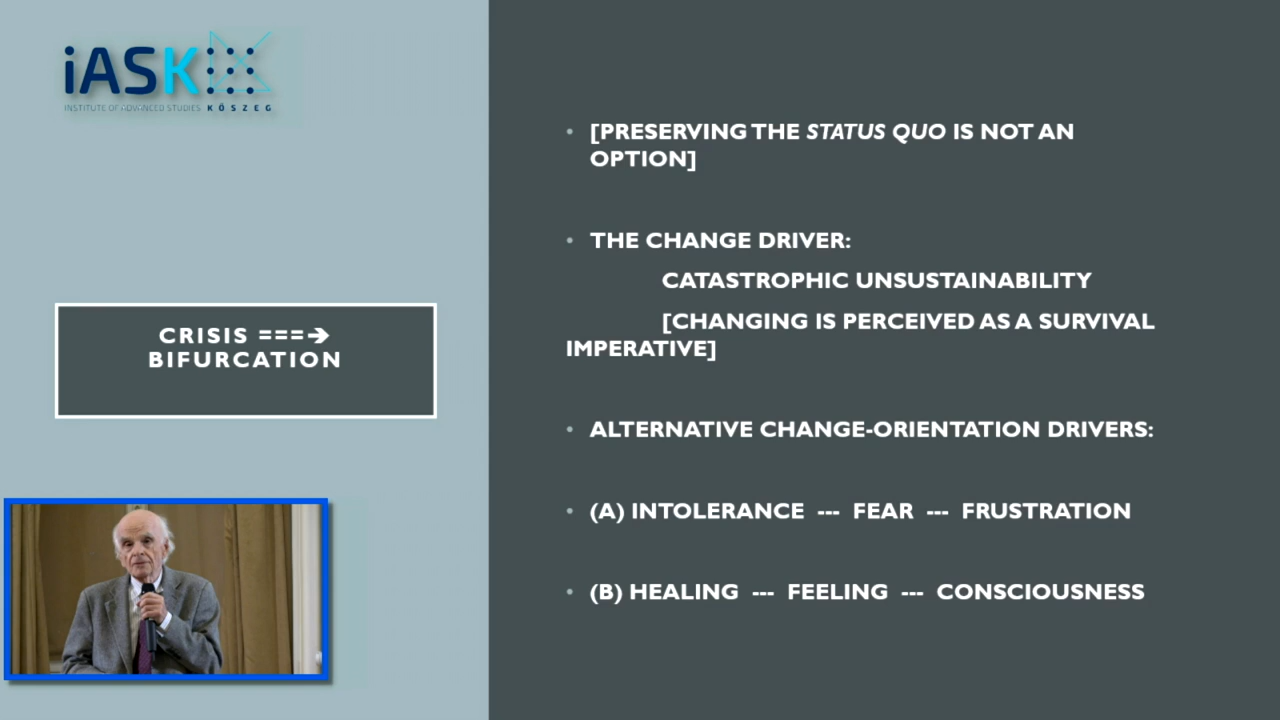 iASK
INSTITUTE OF ADVANCED STUDIES KŐSZEG
CRISIS ===➔
BIFURCATION
• [PRESERVING THE STATUS QUO IS NOT AN
OPTION]
• THE CHANGE DRIVER:
CATASTROPHIC UNSUSTAINABILITY
[CHANGING IS PERCEIVED AS A SURVIVAL
IMPERATIVE]
• ALTERNATIVE CHANGE-ORIENTATION DRIVERS:
• (A) INTOLERANCE --- FEAR --- FRUSTRATION
• (B) HEALING --- FEELING --- CONSCIOUSNESS